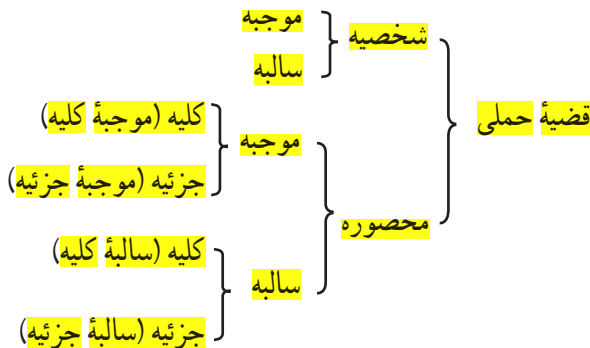 موجبه
شخصیه
سالبه
کلیه (موجبهٔ کلیه)
قضیهٔ حملی
موجبه
جزئیه (موجبهٔ جزئیه)
محصوره
کلیه (سالبهٔ کلیه)
سالبه
جزئیه (سالبهٔ جزئیه)